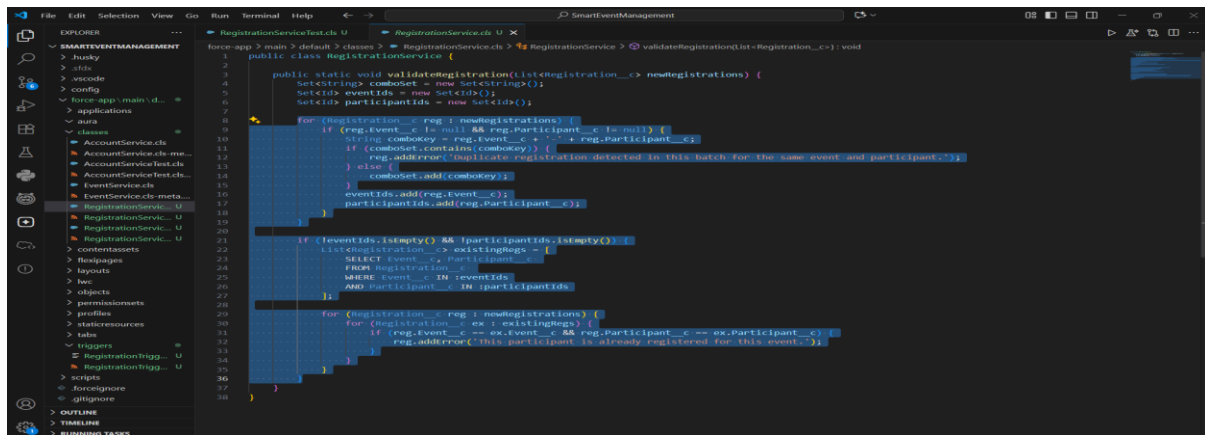 File Edit Selection View Go Run Terminal Help
SmartEventManagement
EXPLORER
RegistrationServiceTest.cls U
RegistrationService.cls U
SMARTEVENTMANAGEMENT
> .husky
> .sfdx
> .vscode
> config
force-app\main\d...
> applications
> aura
classes
AccountService.cls
AccountService.cls-me...
AccountServiceTest.cls
AccountServiceTest.cls...
EventService.cls
EventService.cls-meta....
RegistrationServic... U
RegistrationServic... U
RegistrationServic... U
RegistrationServic... U
> contentassets
> flexipages
> layouts
> lwc
> objects
> permissionsets
> profiles
> staticresources
> tabs
triggers
RegistrationTrigg... U
RegistrationTrigg... U
> scripts
.forceignore
.gitignore
> OUTLINE
> TIMELINE
> RUNNING TASKS
force-app > main > default > classes > RegistrationService.cls > RegistrationService > validateRegistration(List<Registration__c>) : void
1 public class RegistrationService {
2
3 public static void validateRegistration(List<Registration__c> newRegistrations) {
4 Set<String> comboSet = new Set<String>();
5 Set<Id> eventIds = new Set<Id>();
6 Set<Id> participantIds = new Set<Id>();
7
8 for (Registration__c reg : newRegistrations) {
9 if (reg.Event__c != null && reg.Participant__c != null) {
10 String comboKey = reg.Event__c + '-' + reg.Participant__c;
11 if (comboSet.contains(comboKey)) {
12 reg.addError('Duplicate registration detected in this batch for the same event and participant.');
13 } else {
14 comboSet.add(comboKey);
15 }
16 eventIds.add(reg.Event__c);
17 participantIds.add(reg.Participant__c);
18 }
19 }
20
21 if (!eventIds.isEmpty() && !participantIds.isEmpty()) {
22 List<Registration__c> existingRegs = [
23 SELECT Event__c, Participant__c
24 FROM Registration__c
25 WHERE Event__c IN :eventIds
26 AND Participant__c IN :participantIds
27 ];
28
29 for (Registration__c reg : newRegistrations) {
30 for (Registration__c ex : existingRegs) {
31 if (reg.Event__c == ex.Event__c && reg.Participant__c == ex.Participant__c) {
32 reg.addError('This participant is already registered for this event.');
33 }
34 }
35 }
36 }
37 }
38 }